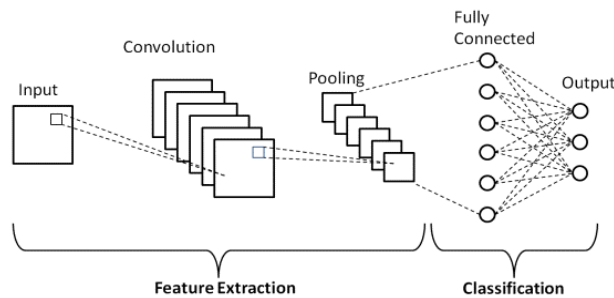 Input
Convolution
Pooling
Fully
Connected
Output
Feature Extraction
Classification